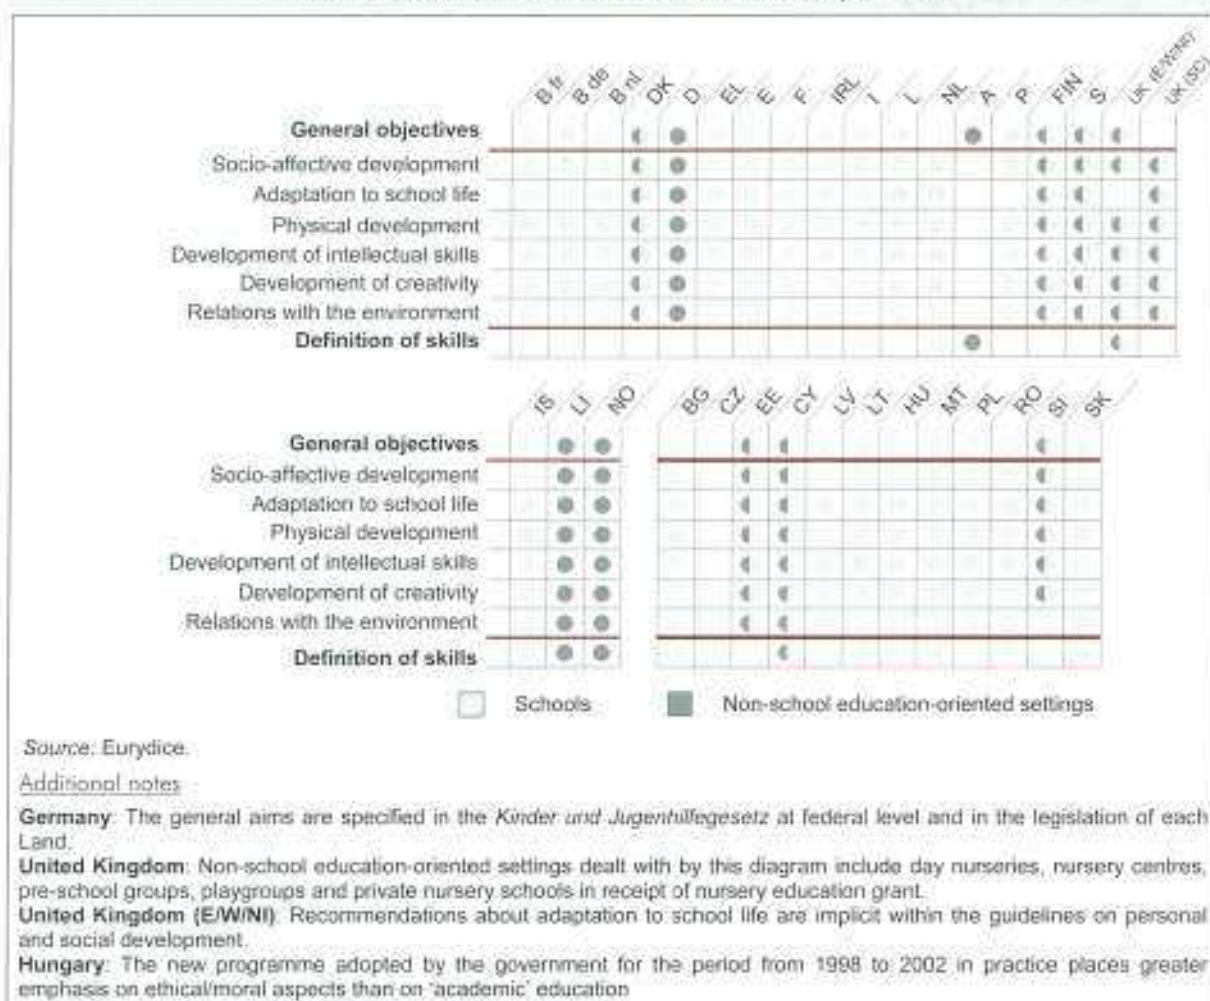 B fr B de B nl DK D EL E F IRL I L NL A P FIN S UK (E/W/NI) UK (SC)
General objectives
Socio-affective development
Adaptation to school life
Physical development
Development of intellectual skills
Development of creativity
Relations with the environment
Definition of skills
IS LI NO BG CZ EE CY LV LT HU MT PL RO SI SK
General objectives
Socio-affective development
Adaptation to school life
Physical development
Development of intellectual skills
Development of creativity
Relations with the environment
Definition of skills
Schools Non-school education-oriented settings
Source: Eurydice.
Additional notes
Germany: The general aims are specified in the Kinder und Jugenhilfegesetz at federal level and in the legislation of each
Land.
United Kingdom: Non-school education-oriented settings dealt with by this diagram include day nurseries, nursery centres,
pre-school groups, playgroups and private nursery schools in receipt of nursery education grant.
United Kingdom (E/W/NI): Recommendations about adaptation to school life are implicit within the guidelines on personal
and social development.
Hungary: The new programme adopted by the government for the period from 1998 to 2002 in practice places greater
emphasis on ethical/moral aspects than on 'academic' education